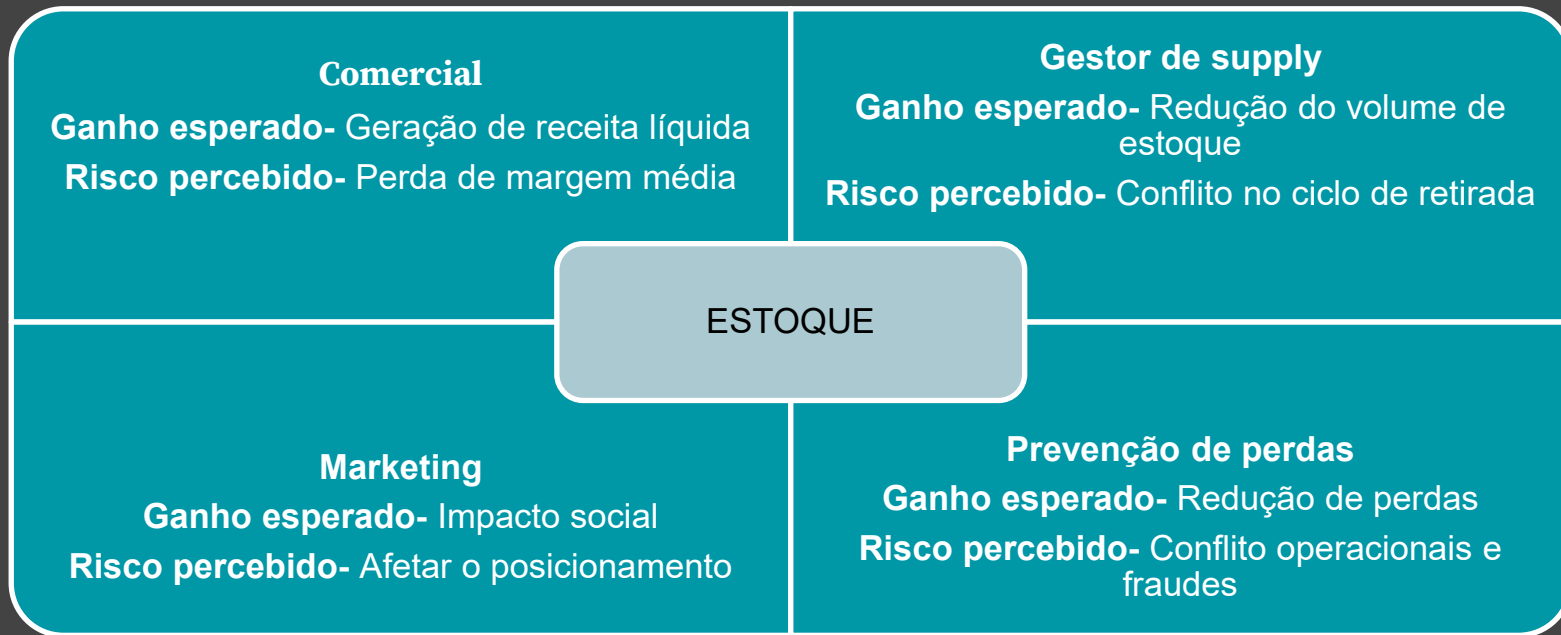 Comercial
Ganho esperado- Geração de receita líquida
Risco percebido- Perda de margem média
Gestor de supply
Ganho esperado- Redução do volume de
estoque
Risco percebido- Conflito no ciclo de retirada
ESTOQUE
Marketing
Ganho esperado- Impacto social
Risco percebido- Afetar o posicionamento
Prevenção de perdas
Ganho esperado- Redução de perdas
Risco percebido- Conflito operacionais e
fraudes